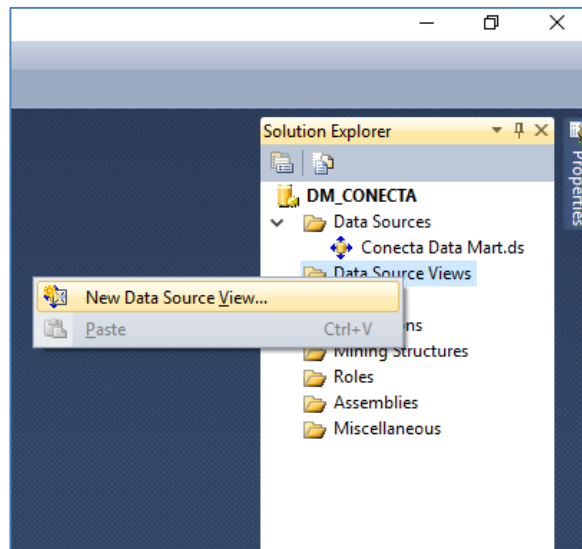 Solution Explorer
Properties
DM_CONECTA
Data Sources
Conecta Data Mart.ds
Data Source Views
New Data Source View...
Paste Ctrl+V
Mining Structures
Roles
Assemblies
Miscellaneous